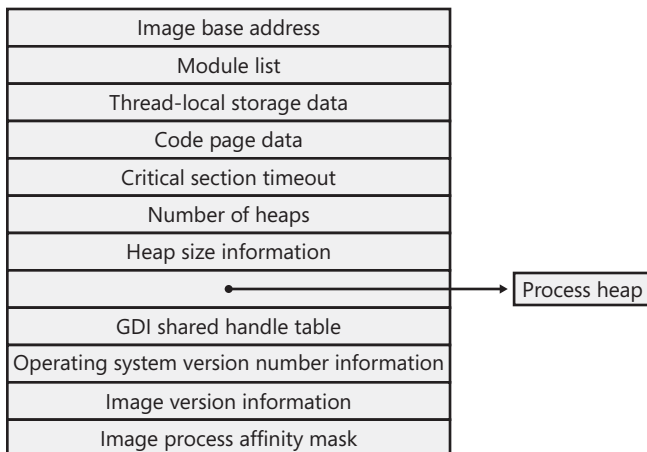 Image base address
Module list
Thread-local storage data
Code page data
Critical section timeout
Number of heaps
Heap size information
Process heap
GDI shared handle table
Operating system version number information
Image version information
Image process affinity mask